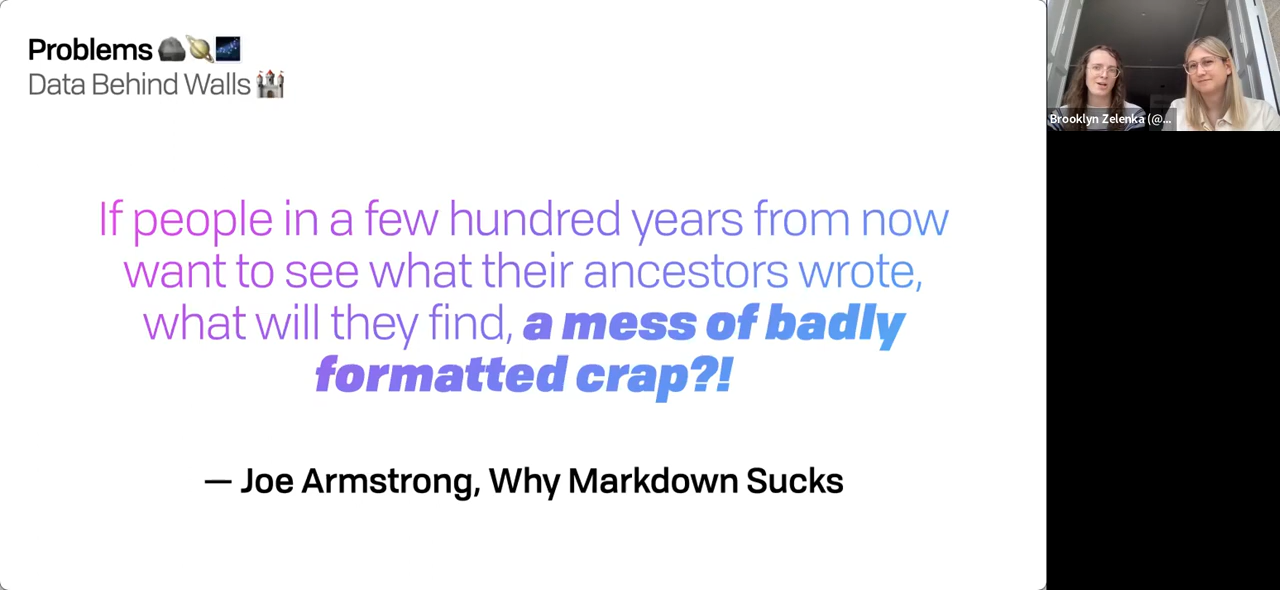 Problems
Data Behind Walls
If people in a few hundred years from now
want to see what their ancestors wrote,
what will they find, a mess of badly
formatted crap?!
— Joe Armstrong, Why Markdown Sucks
Brooklyn Zelenka (@...